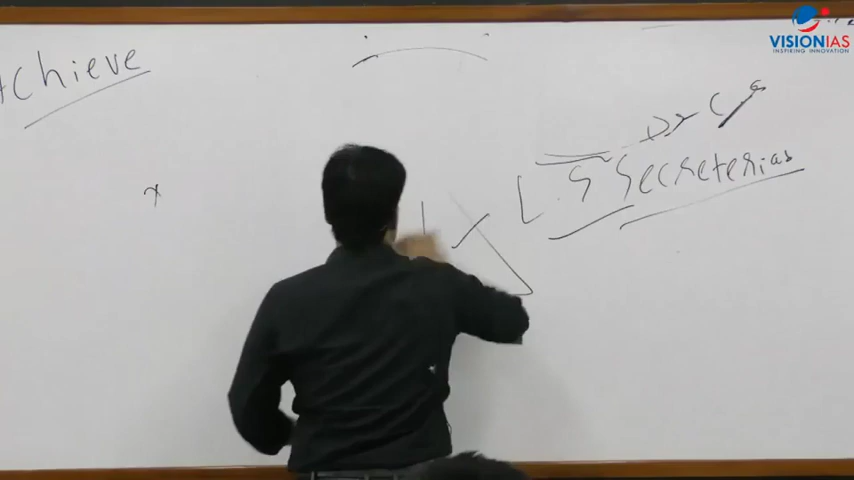 VISIONIAS
INSPIRING INNOVATION
Achieve
L.S Secreterias